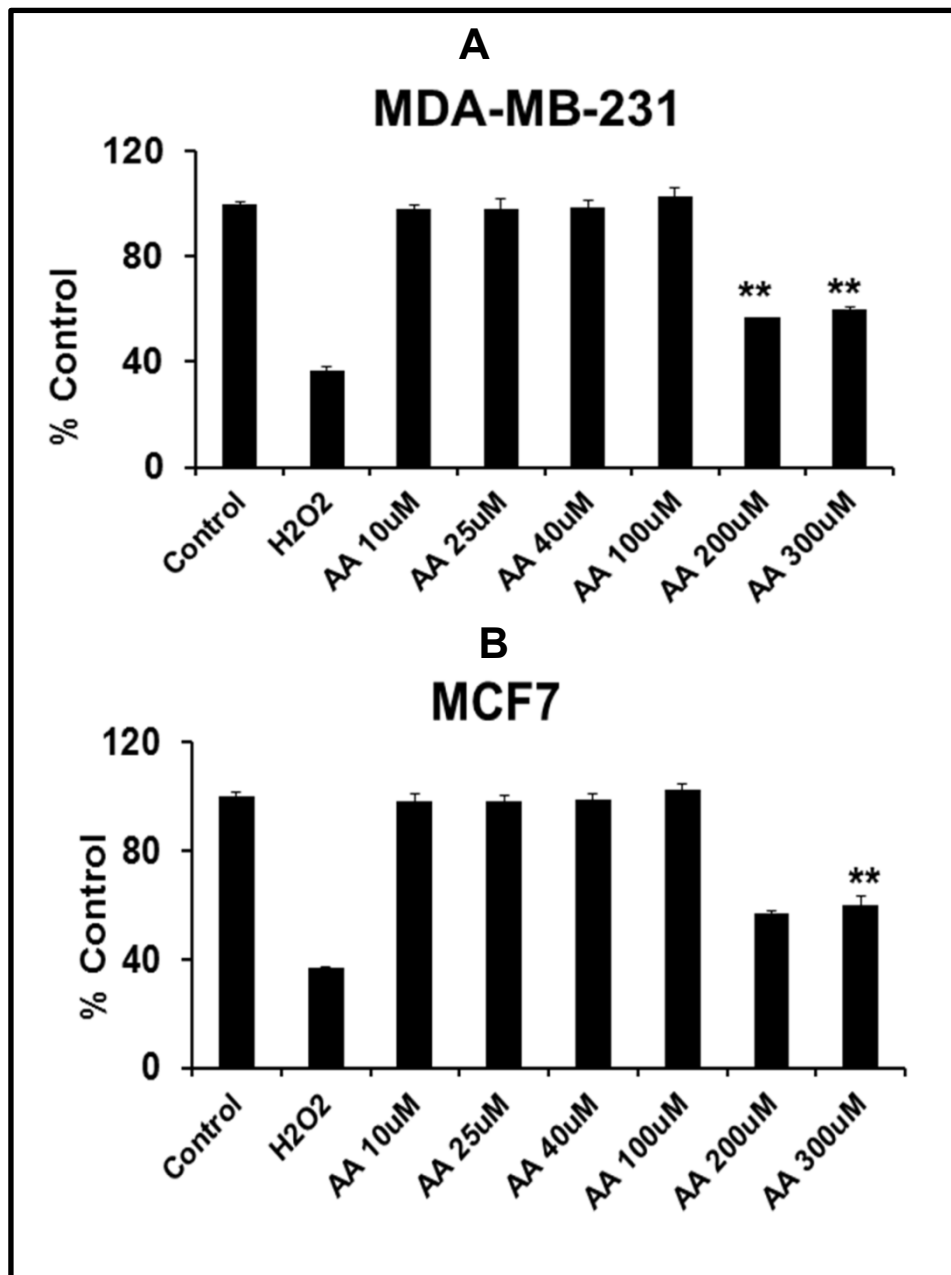 A
MDA-MB-231
120
80
40
0
% Control
** **
Control H2O2 AA 10uM AA 25uM AA 40uM AA 100uM AA 200uM AA 300uM
B
MCF7
120
80
40
0
% Control
**
Control H2O2 AA 10uM AA 25uM AA 40uM AA 100uM AA 200uM AA 300uM